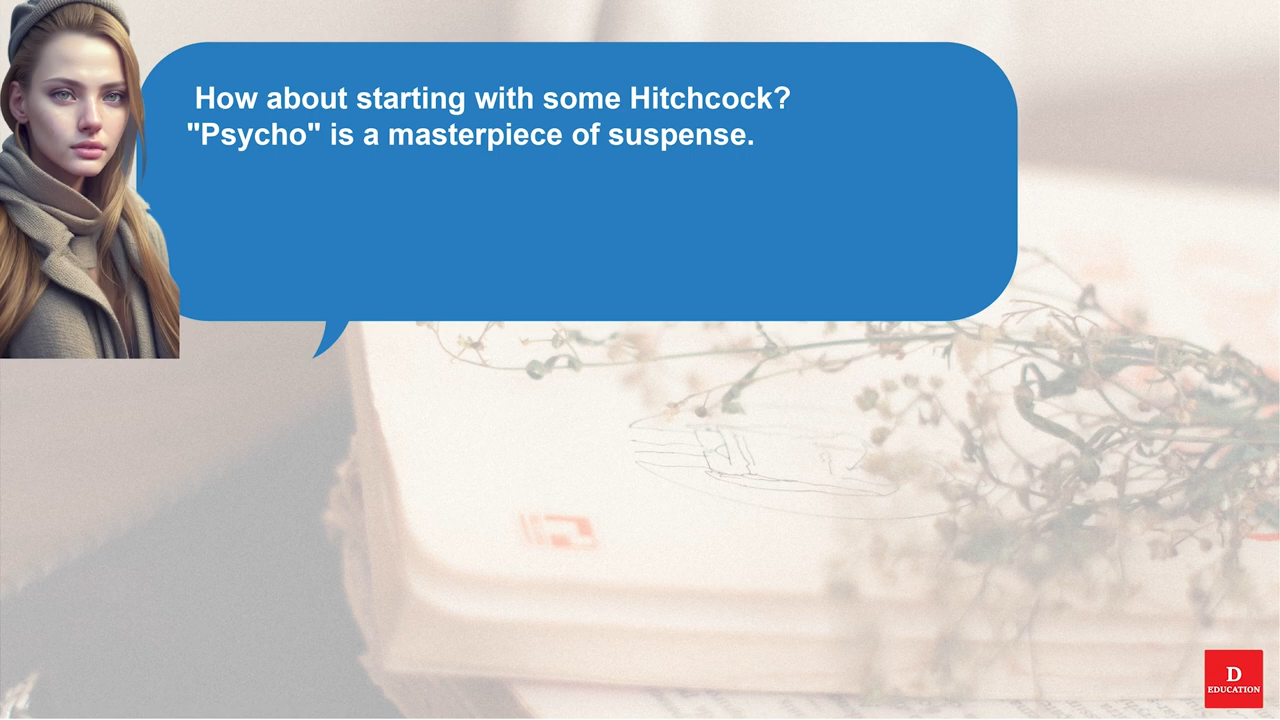 How about starting with some Hitchcock?
"Psycho" is a masterpiece of suspense.
D
EDUCATION